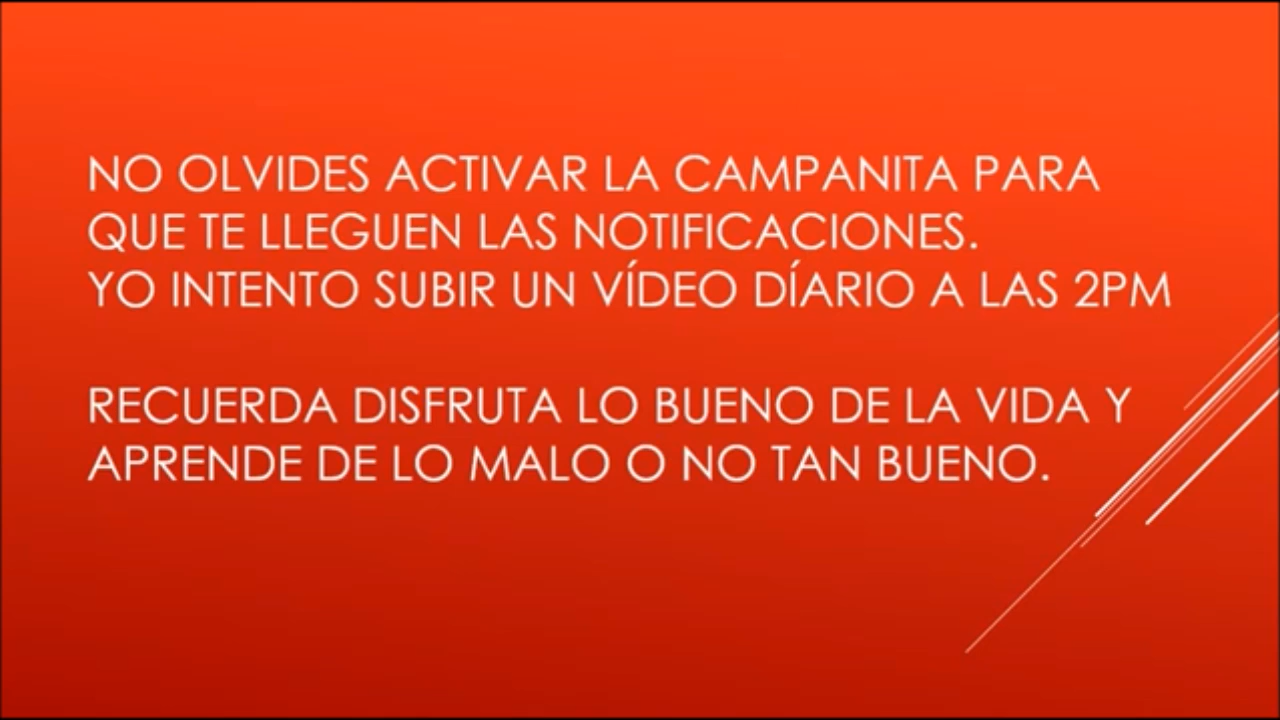 NO OLVIDES ACTIVAR LA CAMPANITA PARA
QUE TE LLEGUEN LAS NOTIFICACIONES.
YO INTENTO SUBIR UN VÍDEO DÍARIO A LAS 2PM
RECUERDA DISFRUTA LO BUENO DE LA VIDA Y
APRENDE DE LO MALO O NO TAN BUENO.